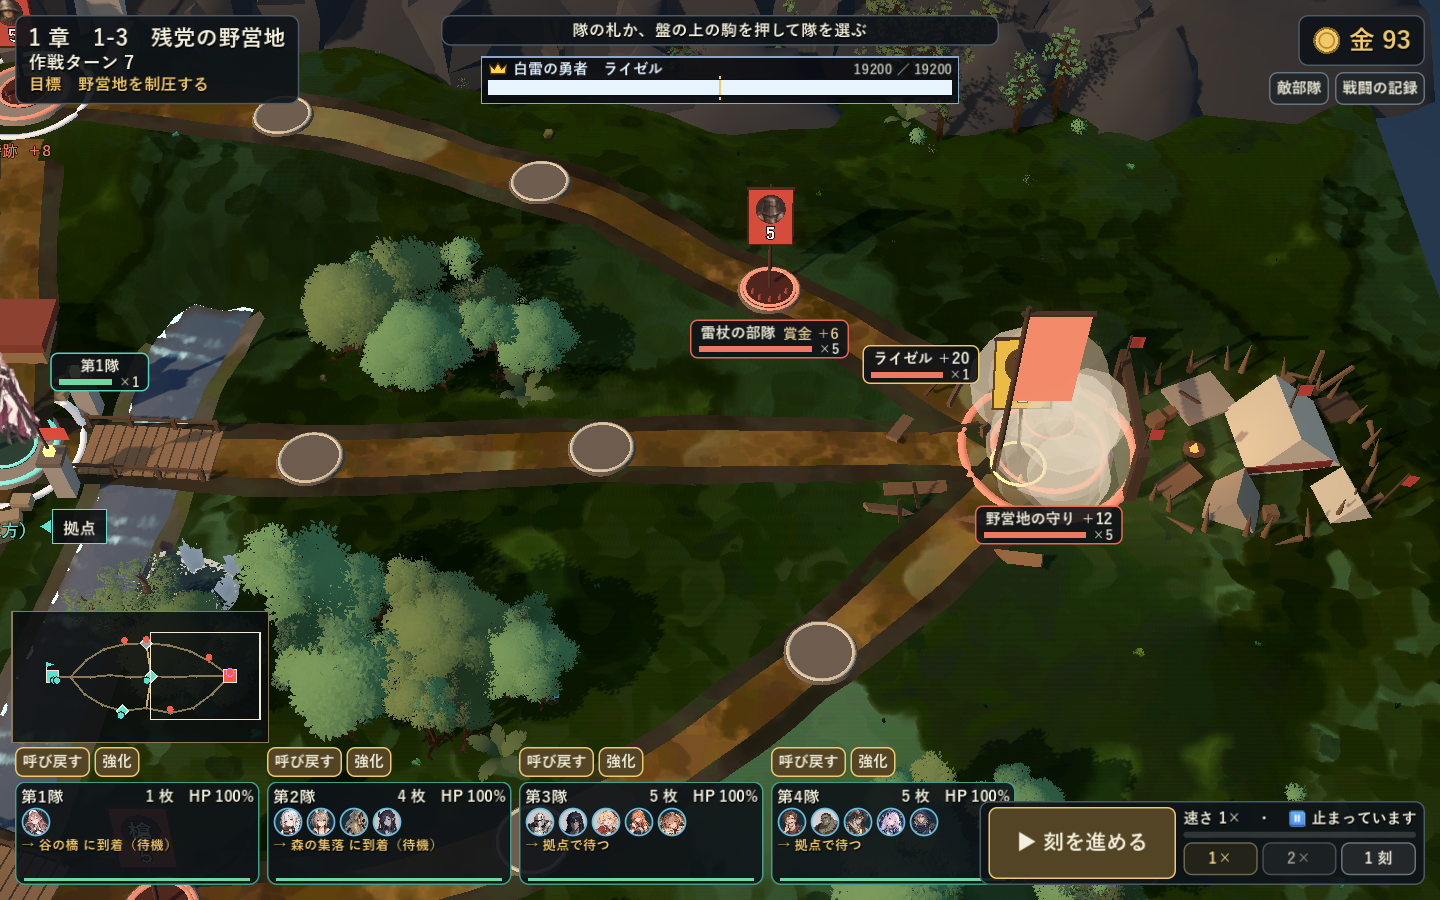 1 章　1-3　残党の野営地
作戦ターン 7
目標　野営地を制圧する
隊の札か、盤の上の駒を押して隊を選ぶ
白雷の勇者　ライゼル　19200 ／ 19200
金 93
敵部隊　戦闘の記録
跡 +8
5
雷杖の部隊 賞金 +6
×5
ライゼル +20
×1
第1隊
×1
野営地の守り +12
×5
方）
拠点
呼び戻す　強化
第1隊　1 枚　HP 100%
→ 谷の橋 に到着（待機）
呼び戻す　強化
第2隊　4 枚　HP 100%
→ 森の集落 に到着（待機）
呼び戻す　強化
第3隊　5 枚　HP 100%
→ 拠点で待つ
呼び戻す　強化
第4隊　5 枚　HP 100%
→ 拠点で待つ
▶ 刻を進める
速さ 1×　・　⏸ 止まっています
1×　2×　1 刻